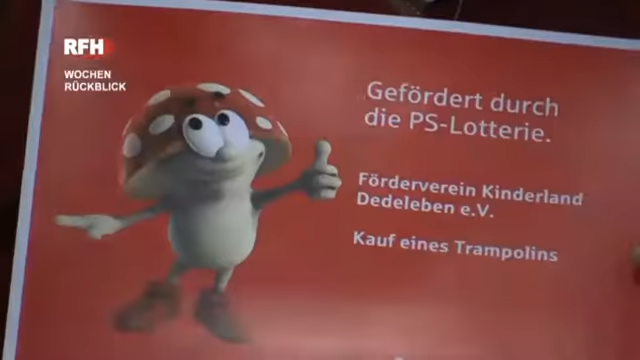 RFH
WOCHEN
RÜCKBLICK
Gefördert durch
die PS-Lotterie.
Förderverein Kinderland
Dedeleben e.V.
Kauf eines Trampolins